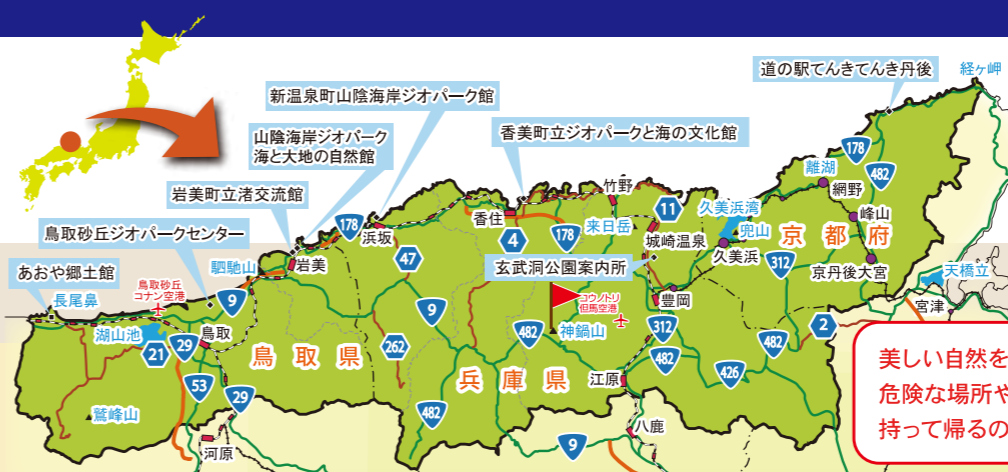 道の駅てんきてんき丹後
経ヶ岬
新温泉町山陰海岸ジオパーク館
山陰海岸ジオパーク
海と大地の自然館
香美町立ジオパークと海の文化館
岩美町立渚交流館
鳥取砂丘ジオパークセンター
あおや郷土館
玄武洞公園案内所
178
482
離湖
網野
竹野
11
久美浜湾
兜山
峰山
京都府
香住
4
178
来日岳
城崎温泉
久美浜
312
京丹後大宮
天橋立
宮津
178
浜坂
47
岩美
駟馳山
長尾鼻
鳥取砂丘
コナン空港
9
豊岡
コウノトリ
但馬空港
9
湖山池
鳥取
21
29
鳥取県
262
482
神鍋山
312
482
482
2
兵庫県
江原
426
53
29
鷲峰山
482
八鹿
河原
9
美しい自然を
危険な場所や
持って帰るの